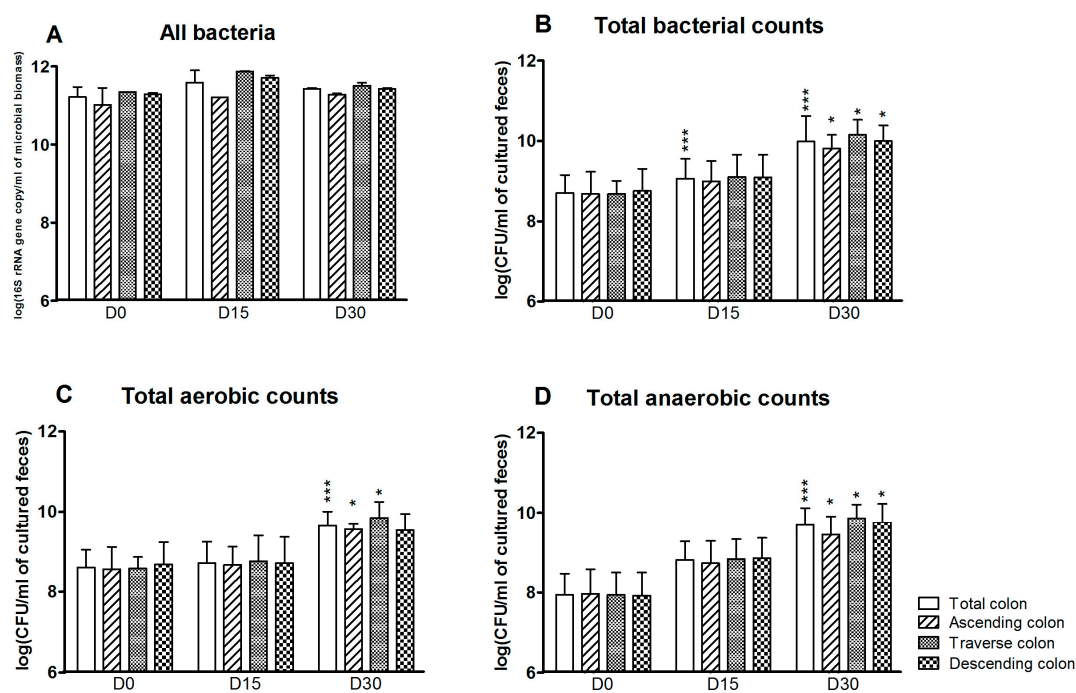 A
All bacteria
log(16S rRNA gene copy/ml of microbial biomass)
12
10
8
6
D0
D15
D30
B
Total bacterial counts
log(CFU/ml of cultured feces)
12
10
8
6
***
***
*
*
*
D0
D15
D30
C
Total aerobic counts
log(CFU/ml of cultured feces)
12
10
8
6
***
*
*
D0
D15
D30
D
Total anaerobic counts
log(CFU/ml of cultured feces)
12
10
8
6
***
*
*
*
D0
D15
D30
Total colon
Ascending colon
Traverse colon
Descending colon